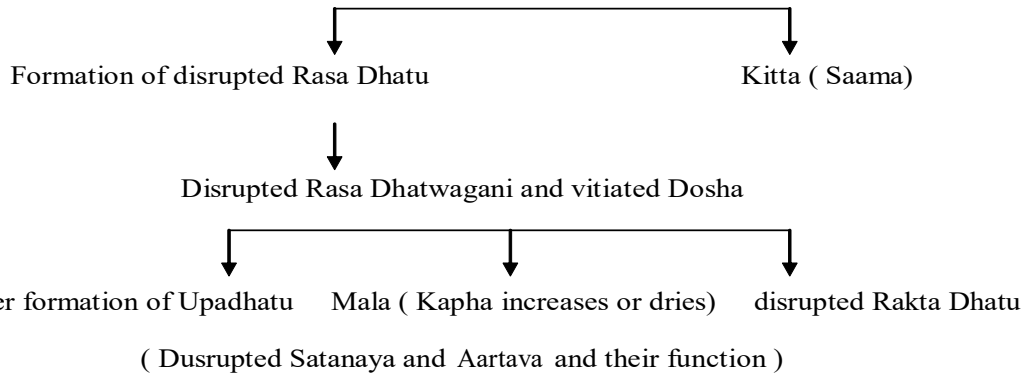 Formation of disrupted Rasa Dhatu Kitta ( Saama)
Disrupted Rasa Dhatwagani and vitiated Dosha
er formation of Upadhatu Mala ( Kapha increases or dries) disrupted Rakta Dhatu
( Dusrupted Satanaya and Aartava and their function )